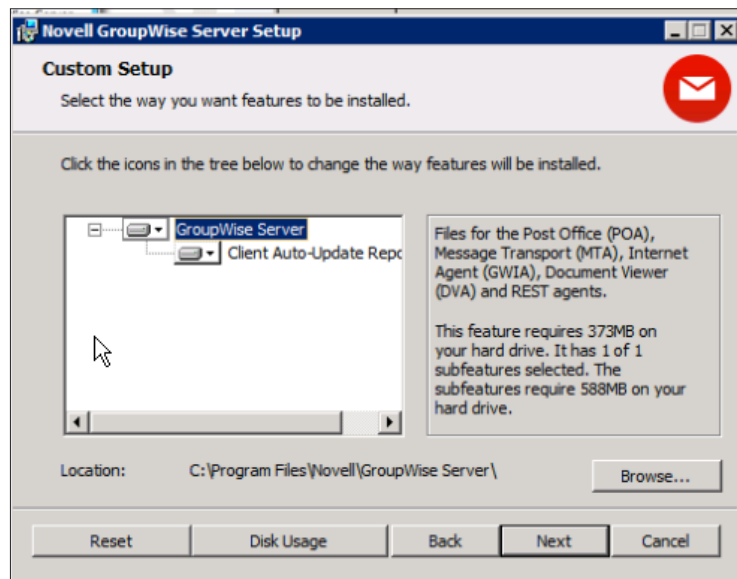 Novell GroupWise Server Setup
Custom Setup
Select the way you want features to be installed.
Click the icons in the tree below to change the way features will be installed.
GroupWise Server
Client Auto-Update Repo
Files for the Post Office (POA),
Message Transport (MTA), Internet
Agent (GWIA), Document Viewer
(DVA) and REST agents.
This feature requires 373MB on
your hard drive. It has 1 of 1
subfeatures selected. The
subfeatures require 588MB on your
hard drive.
Location: C:\Program Files\Novell\GroupWise Server\
Browse...
Reset Disk Usage Back Next Cancel